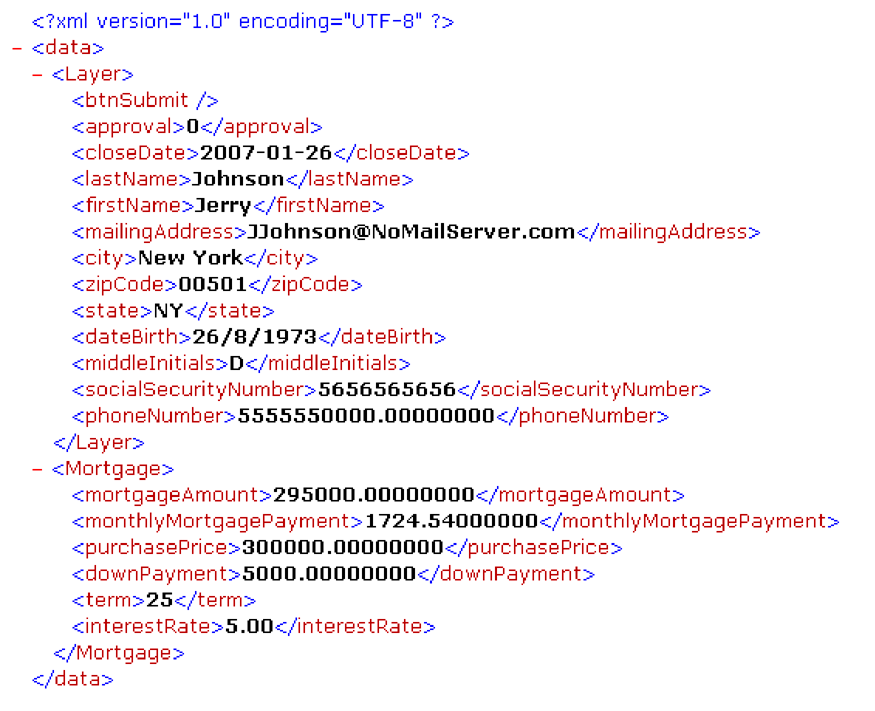 <?xml version="1.0" encoding="UTF-8" ?>
- <data>
- <Layer>
<btnSubmit />
<approval>0</approval>
<closeDate>2007-01-26</closeDate>
<lastName>Johnson</lastName>
<firstName>Jerry</firstName>
<mailingAddress>JJohnson@NoMailServer.com</mailingAddress>
<city>New York</city>
<zipCode>00501</zipCode>
<state>NY</state>
<dateBirth>26/8/1973</dateBirth>
<middleInitials>D</middleInitials>
<socialSecurityNumber>5656565656</socialSecurityNumber>
<phoneNumber>5555550000.00000000</phoneNumber>
</Layer>
- <Mortgage>
<mortgageAmount>295000.00000000</mortgageAmount>
<monthlyMortgagePayment>1724.54000000</monthlyMortgagePayment>
<purchasePrice>300000.00000000</purchasePrice>
<downPayment>5000.00000000</downPayment>
<term>25</term>
<interestRate>5.00</interestRate>
</Mortgage>
</data>